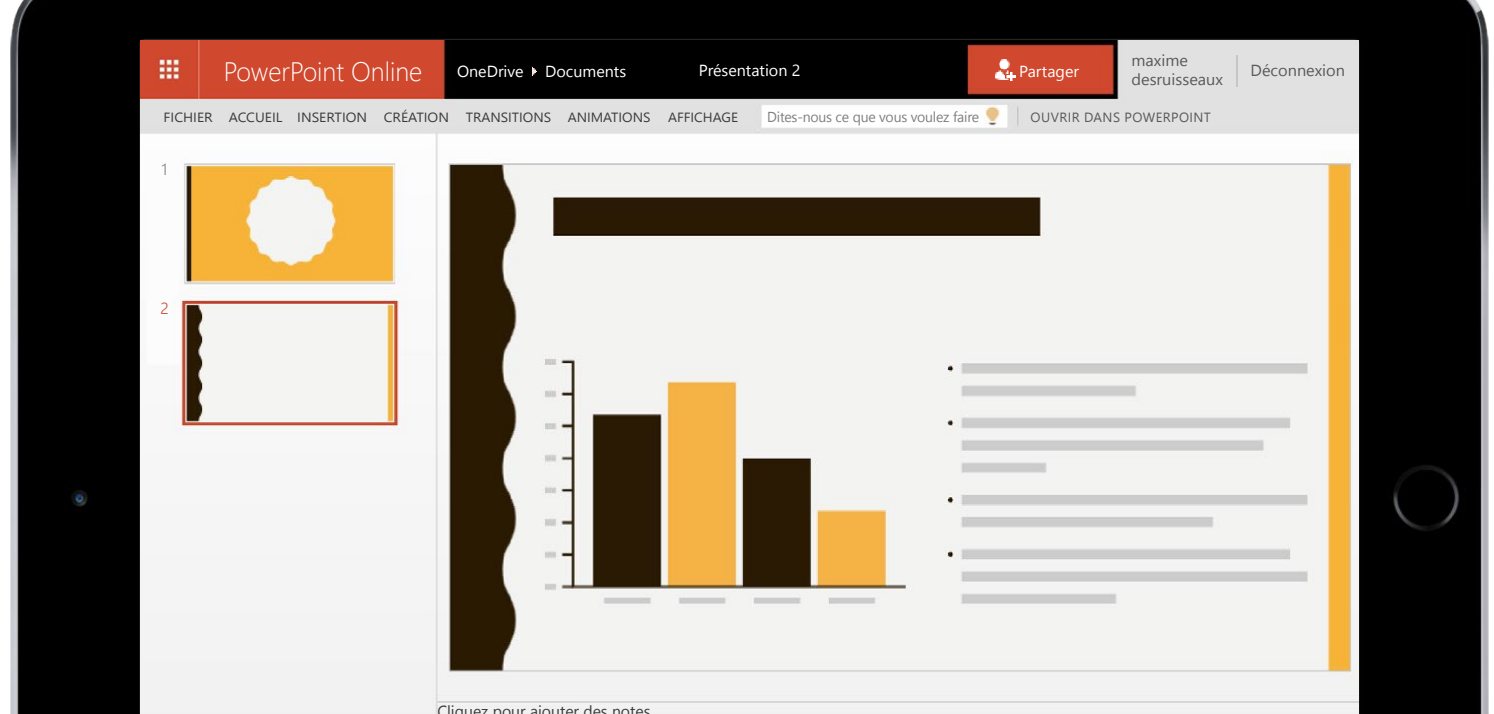 PowerPoint Online
OneDrive ▸ Documents
Présentation 2
Partager
maxime
desruisseaux
Déconnexion
FICHIER ACCUEIL INSERTION CRÉATION TRANSITIONS ANIMATIONS AFFICHAGE
Dites-nous ce que vous voulez faire
OUVRIR DANS POWERPOINT
1
2
Cliquez pour ajouter des notes